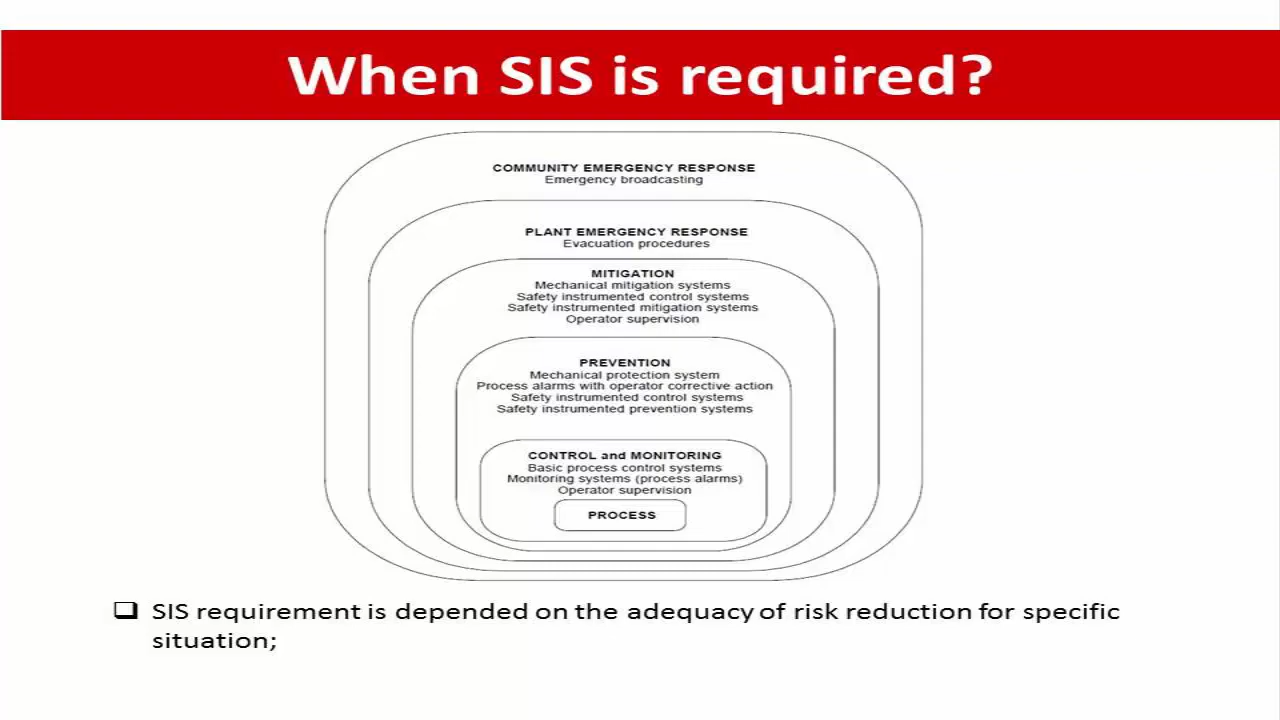 When SIS is required?
COMMUNITY EMERGENCY RESPONSE
Emergency broadcasting
PLANT EMERGENCY RESPONSE
Evacuation procedures
MITIGATION
Mechanical mitigation systems
Safety instrumented control systems
Safety instrumented mitigation systems
Operator supervision
PREVENTION
Mechanical protection system
Process alarms with operator corrective action
Safety instrumented control systems
Safety instrumented prevention systems
CONTROL and MONITORING
Basic process control systems
Monitoring systems (process alarms)
Operator supervision
PROCESS
SIS requirement is depended on the adequacy of risk reduction for specific
situation;